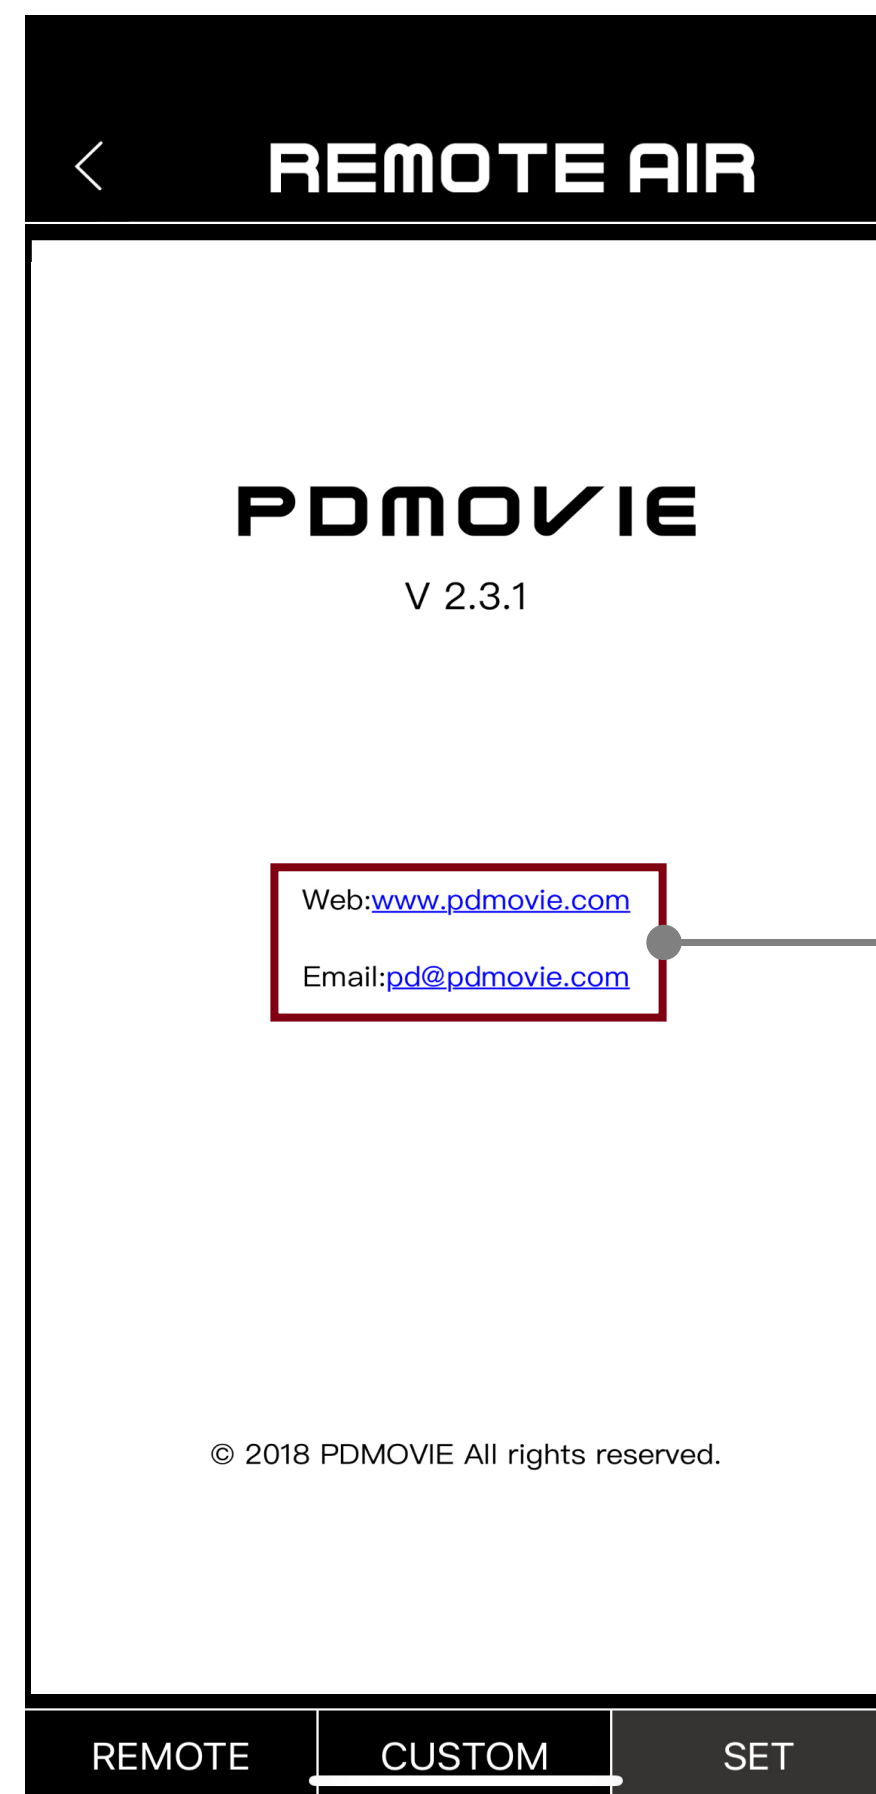 REMOTE AIR
PDMOVIE
V 2.3.1
Web:www.pdmovie.com
Email:pd@pdmovie.com
© 2018 PDMOVIE All rights reserved.
REMOTE
CUSTOM
SET